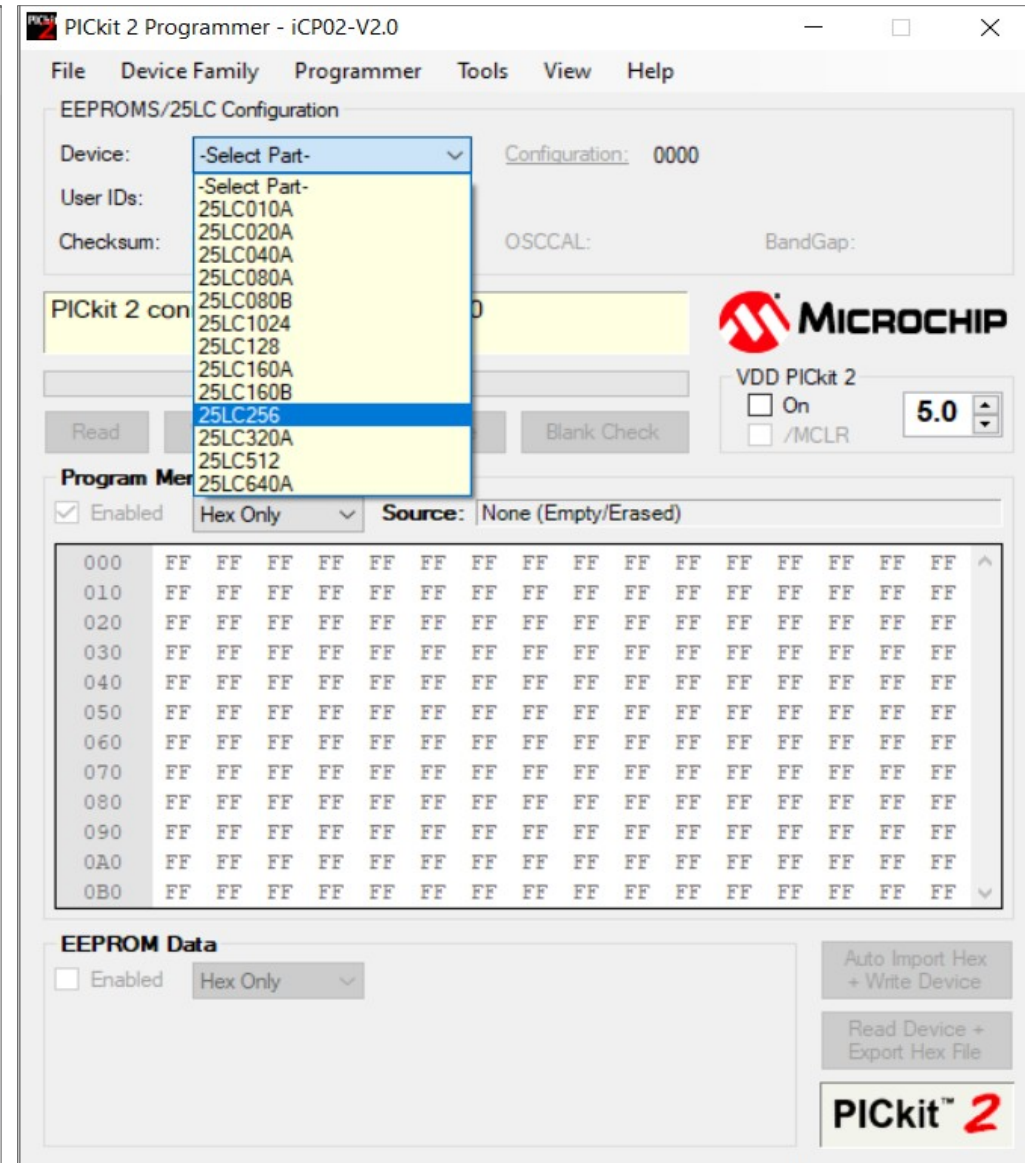 PICkit 2 Programmer - iCP02-V2.0
File Device Family Programmer Tools View Help
EEPROMS/25LC Configuration
Device: -Select Part- Configuration: 0000
-Select Part-
25LC010A
25LC020A
25LC040A
25LC080A
25LC080B
25LC1024
25LC128
25LC160A
25LC160B
25LC256
25LC320A
25LC512
25LC640A
User IDs:
Checksum: OSCCAL: BandGap:
PICkit 2 con 0
MICROCHIP
VDD PICkit 2
On
/MCLR
5.0
Read Blank Check
Program Mem
Enabled Hex Only Source: None (Empty/Erased)
000 FF FF FF FF FF FF FF FF FF FF FF FF FF FF FF FF
010 FF FF FF FF FF FF FF FF FF FF FF FF FF FF FF FF
020 FF FF FF FF FF FF FF FF FF FF FF FF FF FF FF FF
030 FF FF FF FF FF FF FF FF FF FF FF FF FF FF FF FF
040 FF FF FF FF FF FF FF FF FF FF FF FF FF FF FF FF
050 FF FF FF FF FF FF FF FF FF FF FF FF FF FF FF FF
060 FF FF FF FF FF FF FF FF FF FF FF FF FF FF FF FF
070 FF FF FF FF FF FF FF FF FF FF FF FF FF FF FF FF
080 FF FF FF FF FF FF FF FF FF FF FF FF FF FF FF FF
090 FF FF FF FF FF FF FF FF FF FF FF FF FF FF FF FF
0A0 FF FF FF FF FF FF FF FF FF FF FF FF FF FF FF FF
0B0 FF FF FF FF FF FF FF FF FF FF FF FF FF FF FF FF
EEPROM Data
Enabled Hex Only
Auto Import Hex
+ Write Device
Read Device +
Export Hex File
PICkit™ 2